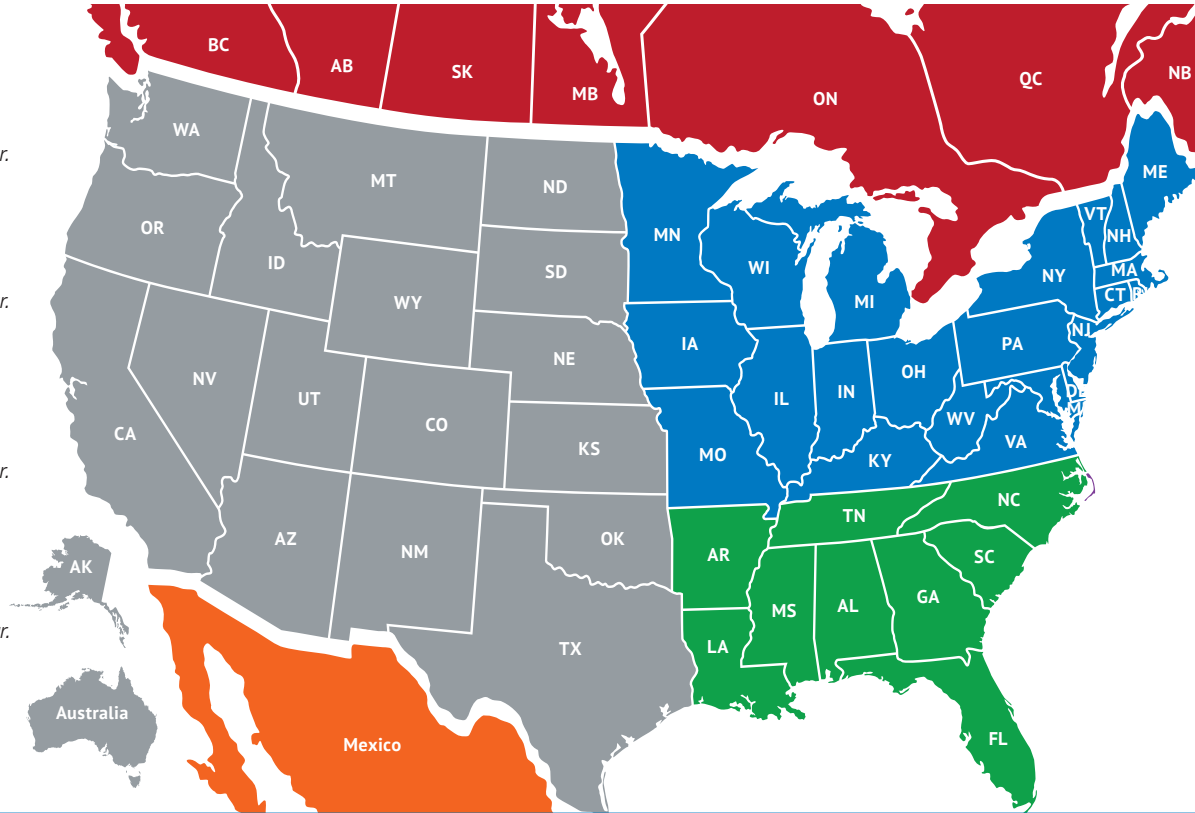 BC
AB
SK
MB
ON
QC
NB
WA
MT
ND
MN
ME
r.
OR
ID
SD
WI
VT
NH
WY
MI
NY
MA
CT
r.
NV
UT
NE
IA
IL
IN
OH
PA
NJ
CO
CA
KS
MO
KY
WV
VA
r.
AZ
NM
OK
AR
TN
NC
SC
AK
TX
MS
AL
GA
LA
r.
Australia
Mexico
FL